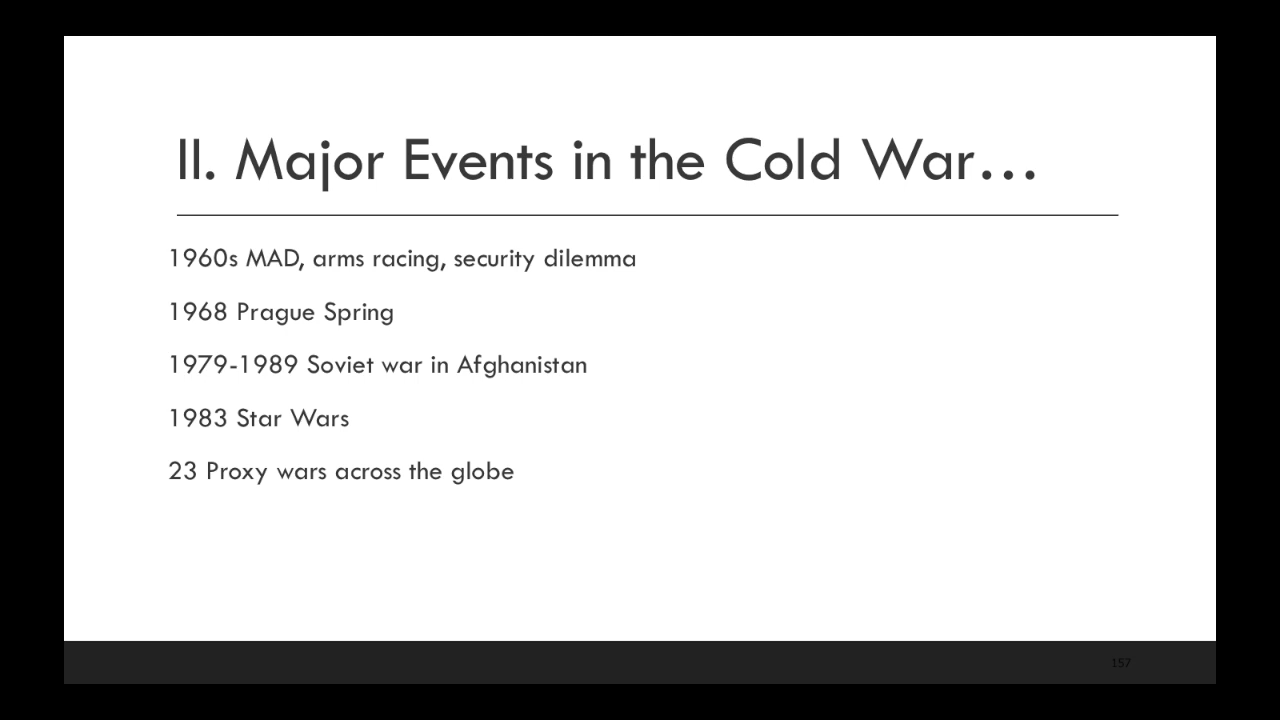 II. Major Events in the Cold War...
1960s MAD, arms racing, security dilemma
1968 Prague Spring
1979-1989 Soviet war in Afghanistan
1983 Star Wars
23 Proxy wars across the globe
157